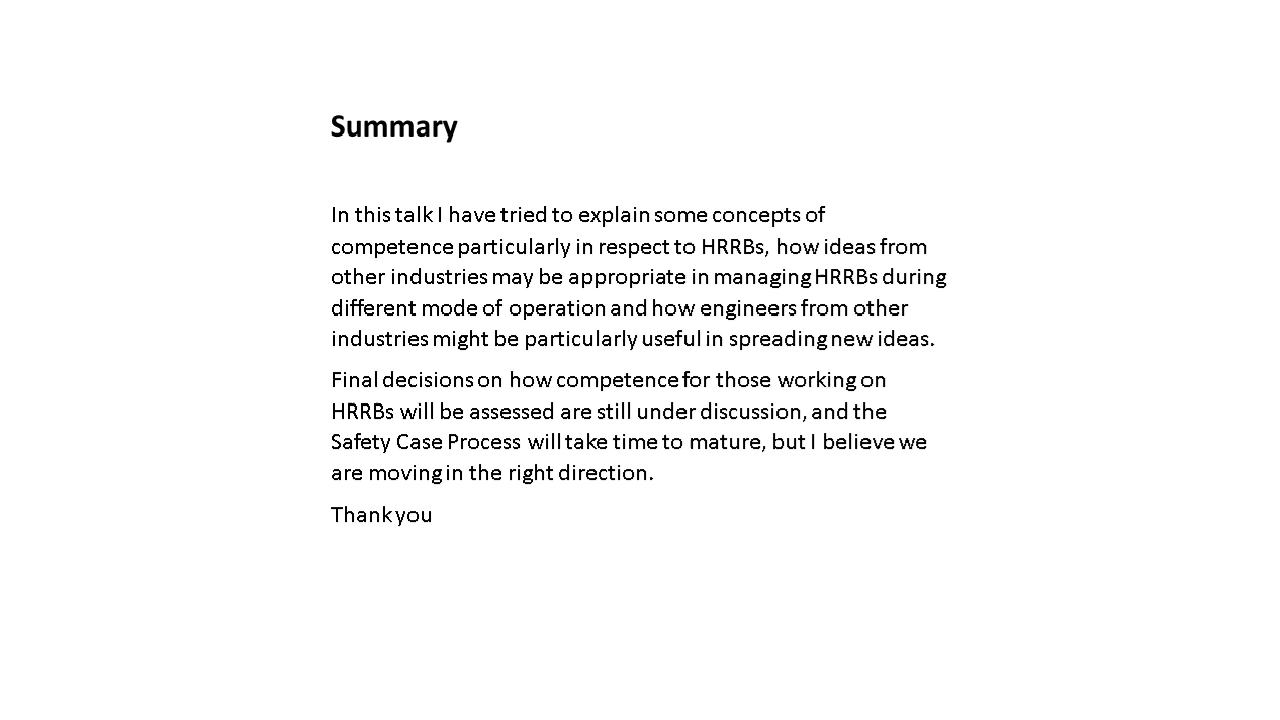 Summary
In this talk I have tried to explain some concepts of
competence particularly in respect to HRRBs, how ideas from
other industries may be appropriate in managing HRRBs during
different mode of operation and how engineers from other
industries might be particularly useful in spreading new ideas.
Final decisions on how competence for those working on
HRRBs will be assessed are still under discussion, and the
Safety Case Process will take time to mature, but I believe we
are moving in the right direction.
Thank you